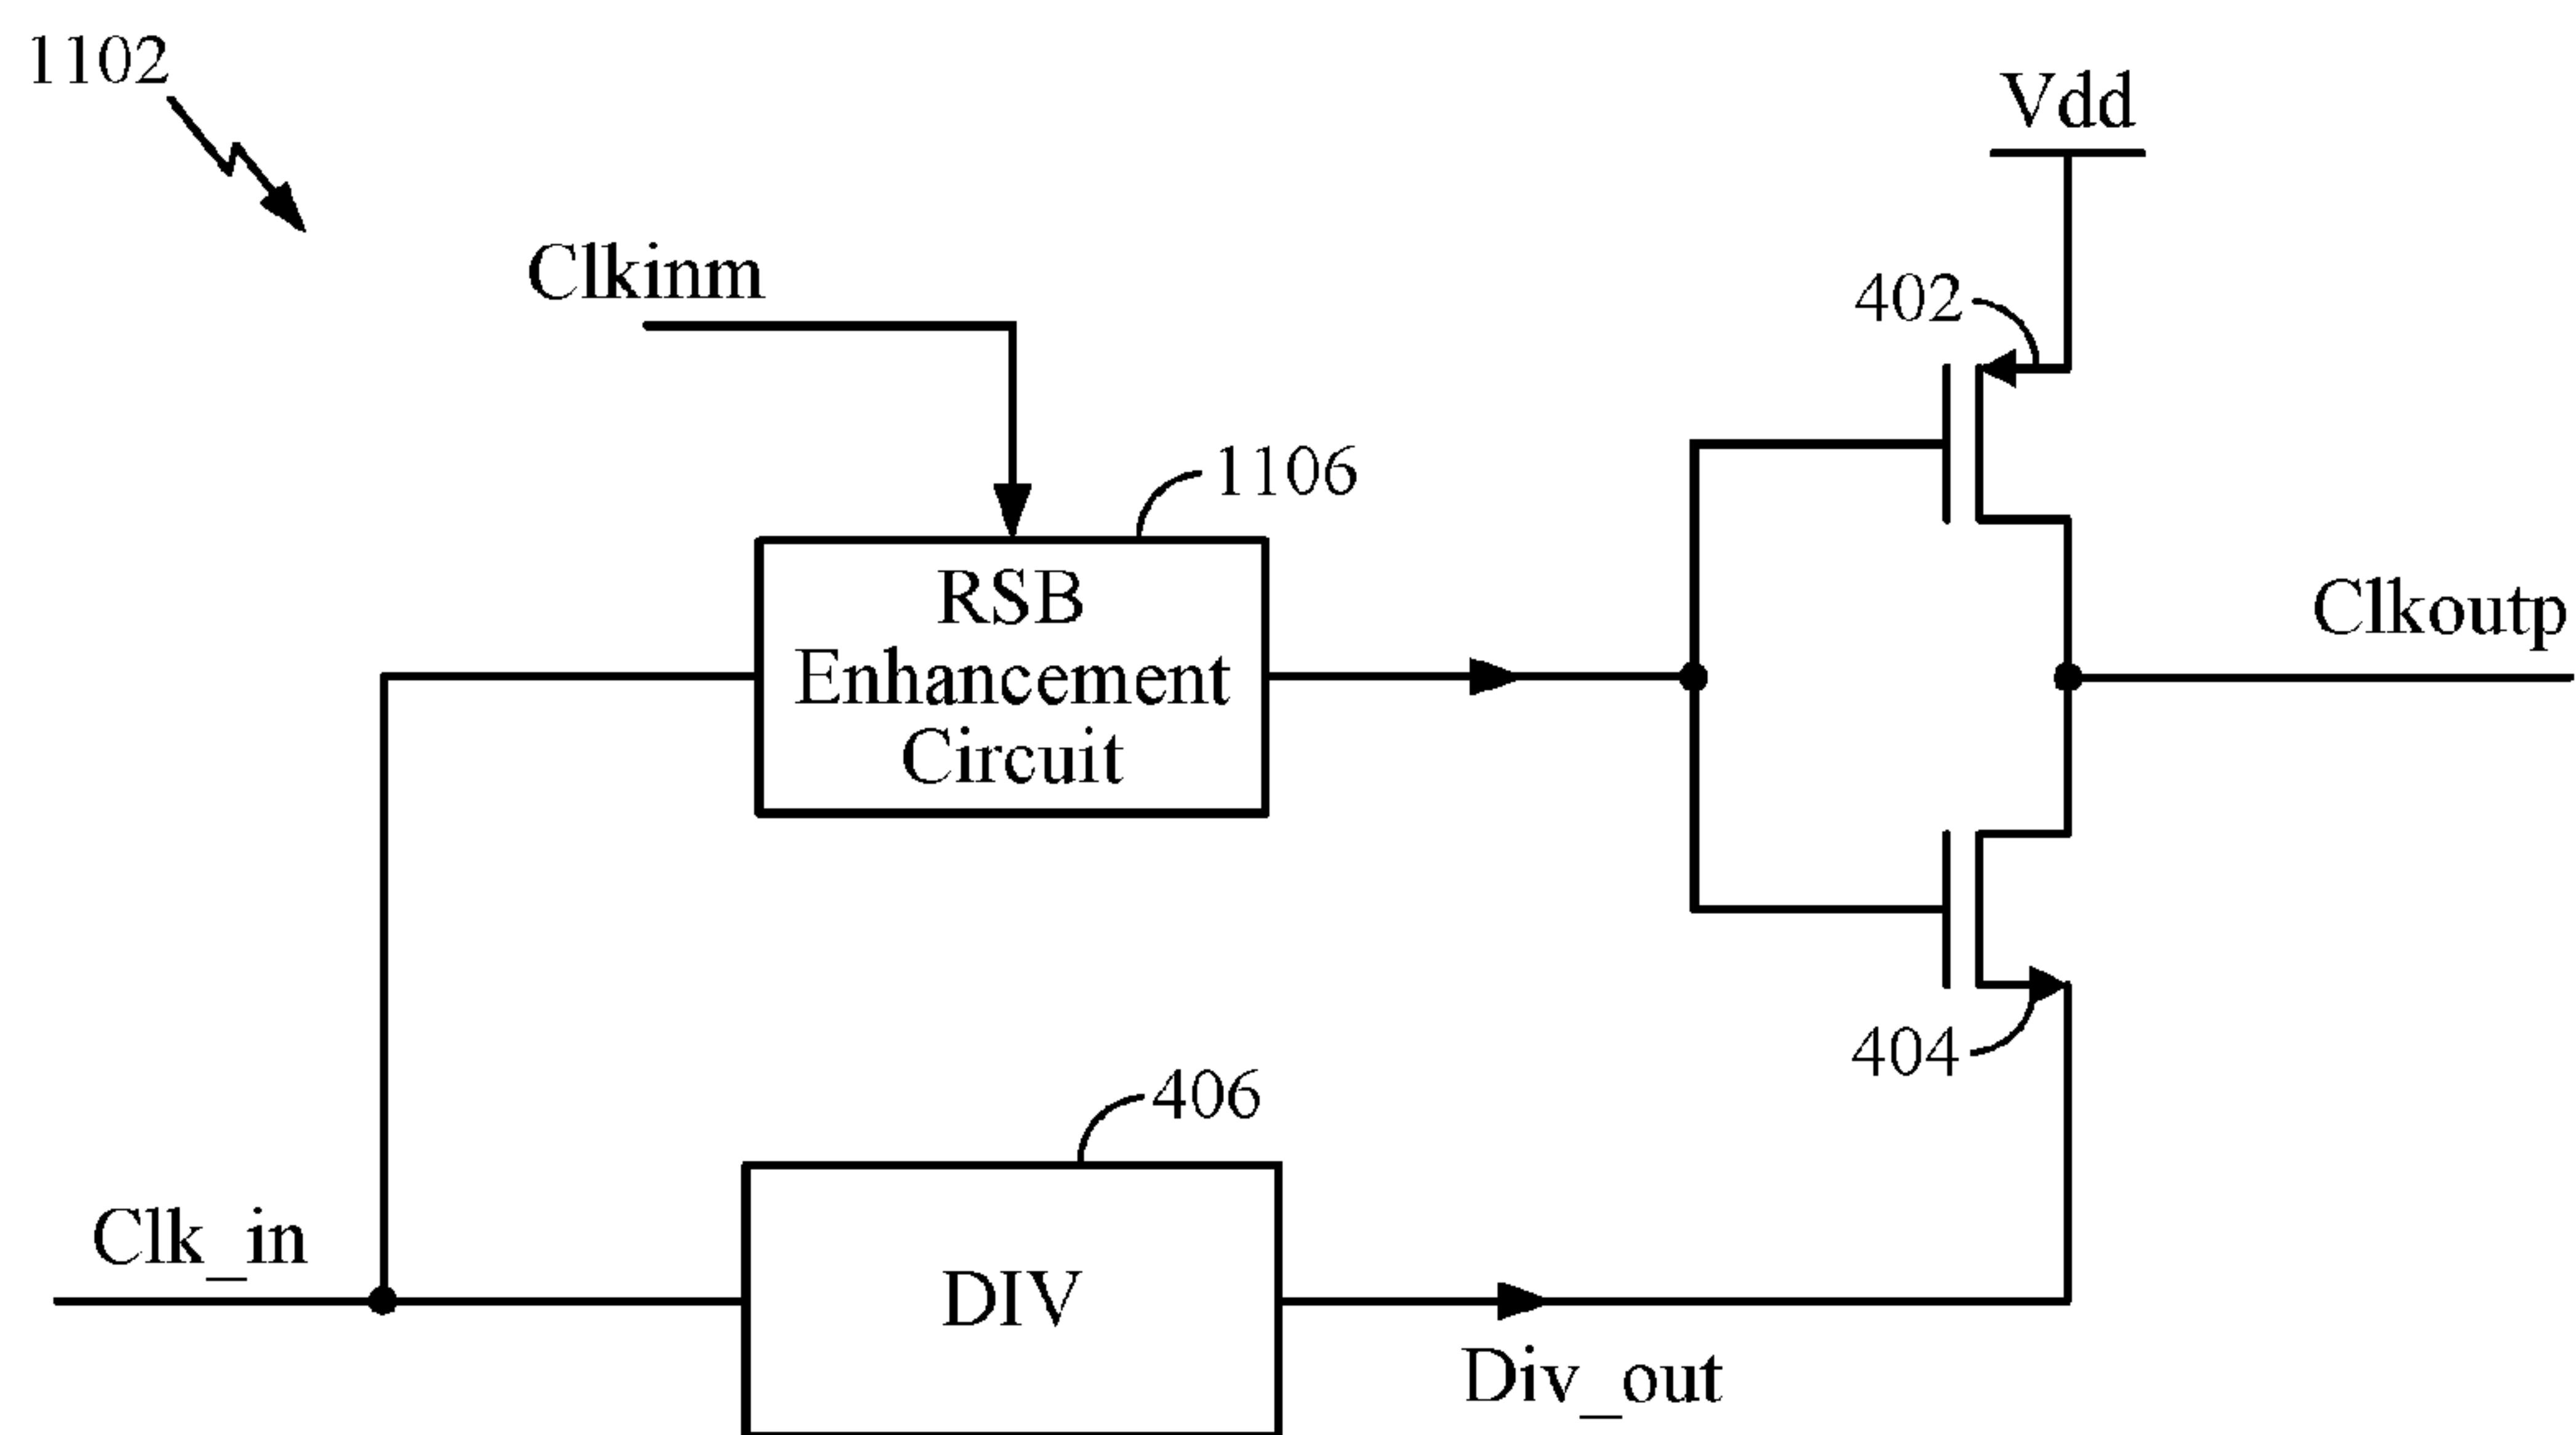 1102
Vdd
Clkinm
402
1106
RSB
Enhancement
Circuit
Clkoutp
404
406
Clk_in
DIV
Div_out